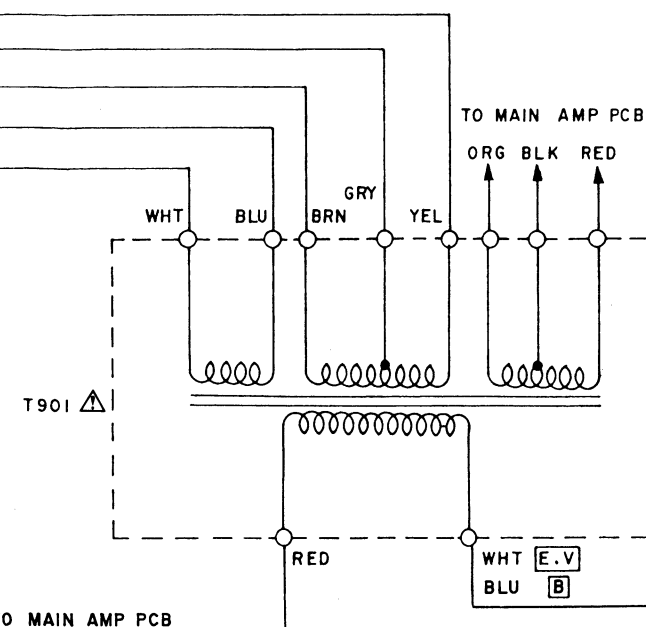 TO MAIN AMP PCB
ORG BLK RED
GRY
WHT BLU BRN YEL
T901
RED
WHT E.V
BLU B
O MAIN AMP PCB